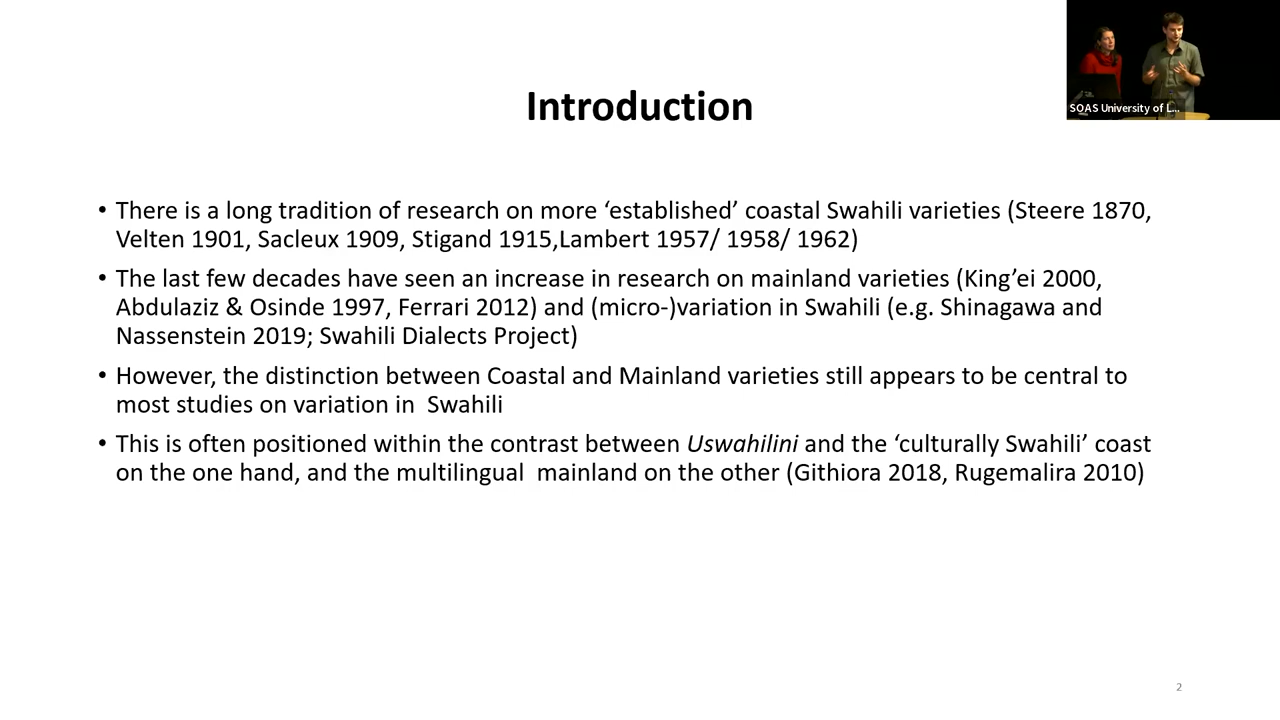 SOAS University of L...
Introduction
• There is a long tradition of research on more ‘established’ coastal Swahili varieties (Steere 1870,
Velten 1901, Sacleux 1909, Stigand 1915,Lambert 1957/ 1958/ 1962)
• The last few decades have seen an increase in research on mainland varieties (King’ei 2000,
Abdulaziz & Osinde 1997, Ferrari 2012) and (micro-)variation in Swahili (e.g. Shinagawa and
Nassenstein 2019; Swahili Dialects Project)
• However, the distinction between Coastal and Mainland varieties still appears to be central to
most studies on variation in  Swahili
• This is often positioned within the contrast between Uswahilini and the ‘culturally Swahili’ coast
on the one hand, and the multilingual  mainland on the other (Githiora 2018, Rugemalira 2010)
2